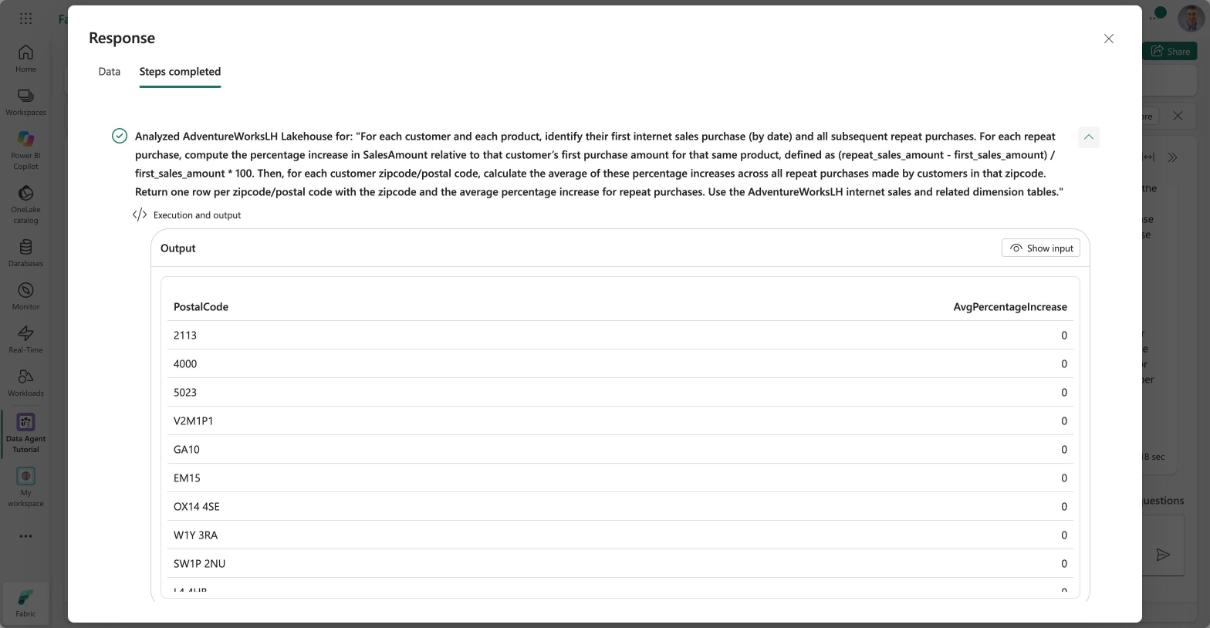 Response
Data
Steps completed
Analyzed AdventureWorksLH Lakehouse for: "For each customer and each product, identify their first internet sales purchase (by date) and all subsequent repeat purchases. For each repeat
purchase, compute the percentage increase in SalesAmount relative to that customer's first purchase amount for that same product, defined as (repeat_sales_amount - first_sales_amount) /
first_sales_amount * 100. Then, for each customer zipcode/postal code, calculate the average of these percentage increases across all repeat purchases made by customers in that zipcode.
Return one row per zipcode/postal code with the zipcode and the average percentage increase for repeat purchases. Use the AdventureWorksLH internet sales and related dimension tables."
</> Execution and output
Output
Show input
PostalCode AvgPercentageIncrease
2113 0
4000 0
5023 0
V2M1P1 0
GA10 0
EM15 0
OX14 4SE 0
W1Y 3RA 0
SW1P 2NU 0
L4 4HB 0
Home
Workspaces
Power BI
Copilot
OneLake
catalog
Databases
Monitor
Real-Time
Workloads
Data Agent
Tutorial
My
workspace
...
Fabric
Share